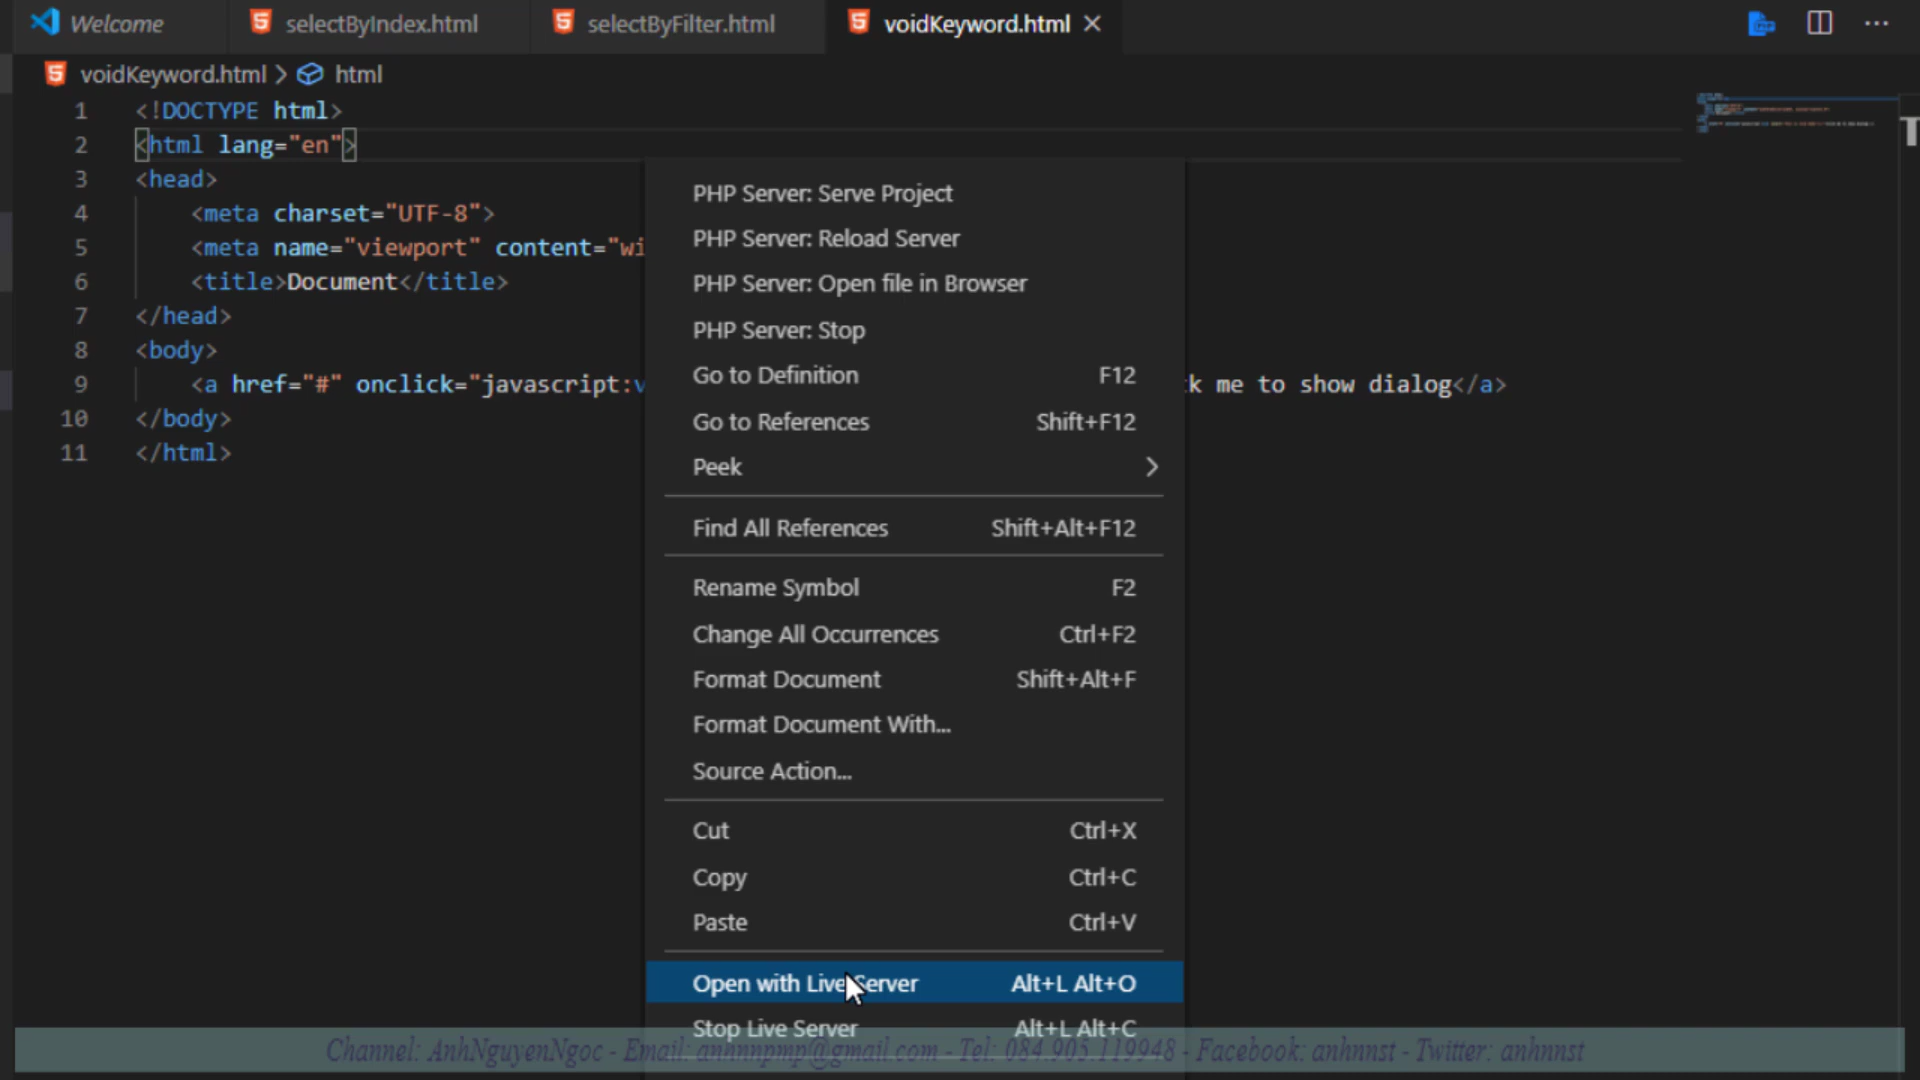 Welcome selectByIndex.html selectByFilter.html voidKeyword.html
voidKeyword.html > html
1 <!DOCTYPE html>
2 <html lang="en">
3 <head>
4 <meta charset="UTF-8">
5 <meta name="viewport" content="wi
6 <title>Document</title>
7 </head>
8 <body>
9 <a href="#" onclick="javascript:v k me to show dialog</a>
10 </body>
11 </html>
PHP Server: Serve Project
PHP Server: Reload Server
PHP Server: Open file in Browser
PHP Server: Stop
Go to Definition F12
Go to References Shift+F12
Peek
Find All References Shift+Alt+F12
Rename Symbol F2
Change All Occurrences Ctrl+F2
Format Document Shift+Alt+F
Format Document With...
Source Action...
Cut Ctrl+X
Copy Ctrl+C
Paste Ctrl+V
Open with Live Server Alt+L Alt+O
Stop Live Server Alt+L Alt+C
Channel: AnhNguyenNgoc - Email: anhnnpmp@gmail.com - Tel: 084.905.119948 - Facebook: anhnnst - Twitter: anhnnst